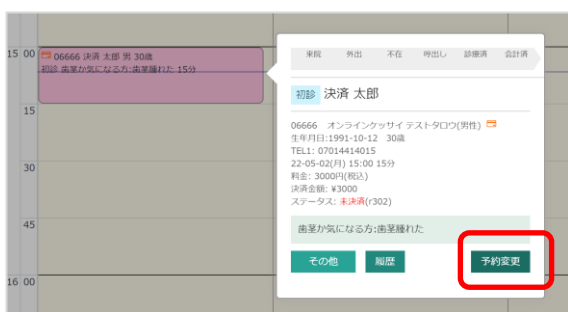 15 00
06666 決済 太郎 男 30歳
初診 歯茎が気になる方:歯茎腫れた 15分
15
30
45
16 00
来院 外出 不在 呼出し 診療済 会計済
初診 決済 太郎
06666 オンラインケッサイ テストタロウ(男性)
生年月日:1991-10-12 30歳
TEL1: 07014414015
22-05-02(月) 15:00 15分
料金: 3000円(税込)
決済金額: ¥3000
ステータス: 未決済(r302)
歯茎が気になる方:歯茎腫れた
その他 履歴 予約変更